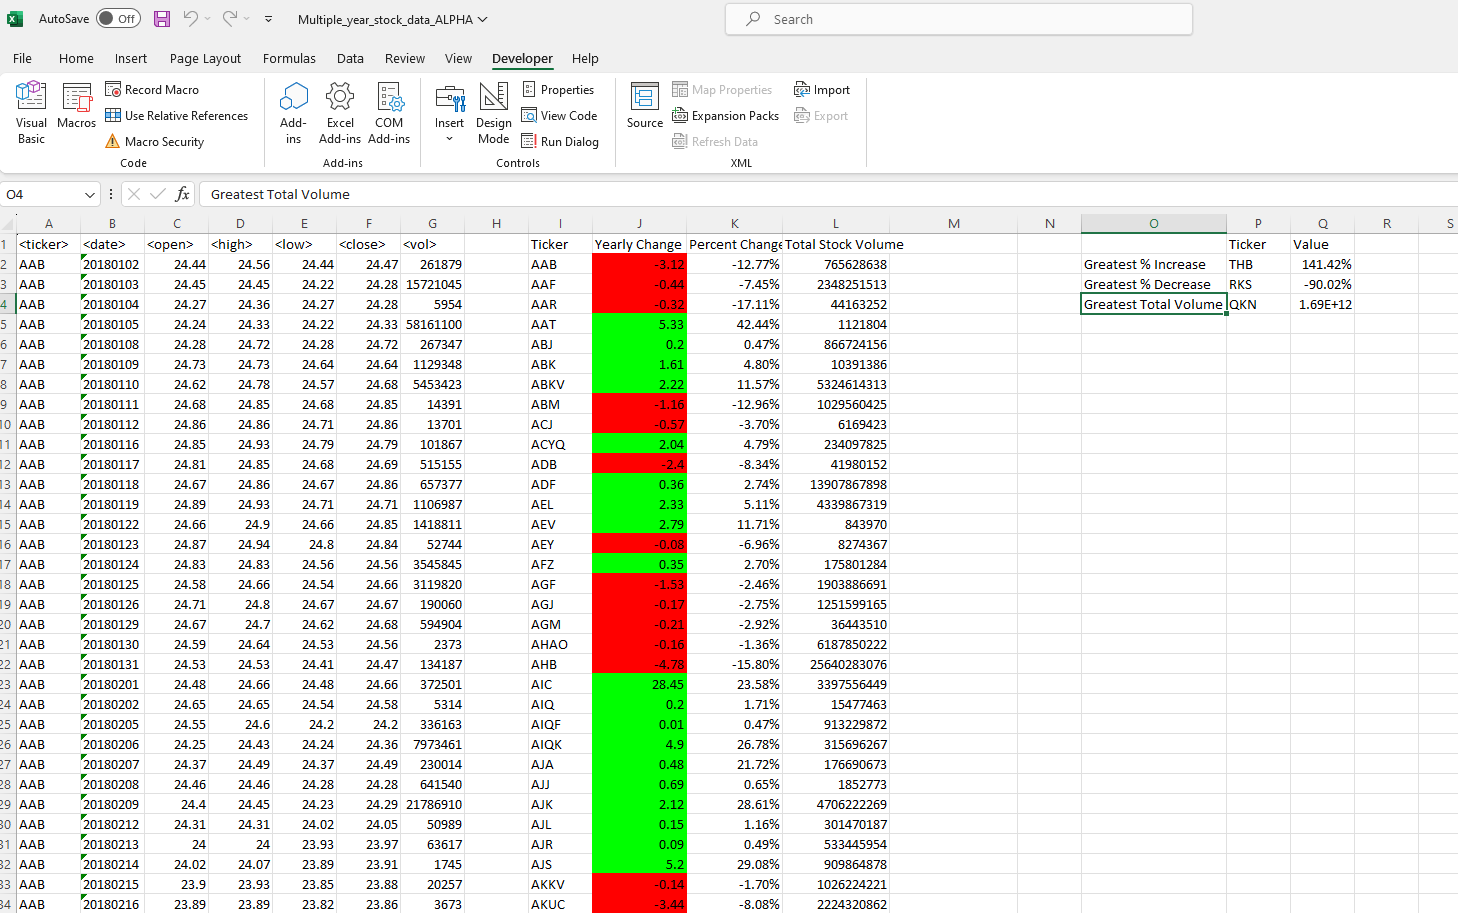 AutoSave Off Multiple_year_stock_data_ALPHA Search
File Home Insert Page Layout Formulas Data Review View Developer Help
Visual Basic
Macros
Record Macro
Use Relative References
Macro Security
Code
Add-ins
Excel Add-ins
COM Add-ins
Add-ins
Insert
Design Mode
Properties
View Code
Run Dialog
Controls
Source
Map Properties
Expansion Packs
Refresh Data
Import
Export
XML
O4 fx Greatest Total Volume
A B C D E F G H I J K L M N O P Q R S
1 <ticker> <date> <open> <high> <low> <close> <vol> Ticker Yearly Change Percent Change Total Stock Volume Ticker Value
2 AAB 20180102 24.44 24.56 24.44 24.47 261879 AAB -3.12 -12.77% 765628638 Greatest % Increase THB 141.42%
3 AAB 20180103 24.45 24.45 24.22 24.28 15721045 AAF -0.44 -7.45% 2348251513 Greatest % Decrease RKS -90.02%
4 AAB 20180104 24.27 24.36 24.27 24.28 5954 AAR -0.32 -17.11% 44163252 Greatest Total Volume QKN 1.69E+12
5 AAB 20180105 24.24 24.33 24.22 24.33 58161100 AAT 5.33 42.44% 1121804
6 AAB 20180108 24.28 24.72 24.28 24.72 267347 ABJ 0.2 0.47% 866724156
7 AAB 20180109 24.73 24.73 24.64 24.64 1129348 ABK 1.61 4.80% 10391386
8 AAB 20180110 24.62 24.78 24.57 24.68 5453423 ABKV 2.22 11.57% 5324614313
9 AAB 20180111 24.68 24.85 24.68 24.85 14391 ABM -1.16 -12.96% 1029560425
10 AAB 20180112 24.86 24.86 24.71 24.86 13701 ACJ -0.57 -3.70% 6169423
11 AAB 20180116 24.85 24.93 24.79 24.79 101867 ACYQ 2.04 4.79% 234097825
12 AAB 20180117 24.81 24.85 24.68 24.69 515155 ADB -2.4 -8.34% 41980152
13 AAB 20180118 24.67 24.86 24.67 24.86 657377 ADF 0.36 2.74% 13907867898
14 AAB 20180119 24.89 24.93 24.71 24.71 1106987 AEL 2.33 5.11% 4339867319
15 AAB 20180122 24.66 24.9 24.66 24.85 1418811 AEV 2.79 11.71% 843970
16 AAB 20180123 24.87 24.94 24.8 24.84 52744 AEY -0.08 -6.96% 8274367
17 AAB 20180124 24.83 24.83 24.56 24.56 3545845 AFZ 0.35 2.70% 175801284
18 AAB 20180125 24.58 24.66 24.54 24.66 3119820 AGF -1.53 -2.46% 1903886691
19 AAB 20180126 24.71 24.8 24.67 24.67 190060 AGJ -0.17 -2.75% 1251599165
20 AAB 20180129 24.67 24.7 24.62 24.68 594904 AGM -0.21 -2.92% 36443510
21 AAB 20180130 24.59 24.64 24.53 24.56 2373 AHAO -0.16 -1.36% 6187850222
22 AAB 20180131 24.53 24.53 24.41 24.47 134187 AHB -4.78 -15.80% 25640283076
23 AAB 20180201 24.48 24.66 24.48 24.66 372501 AIC 28.45 23.58% 3397556449
24 AAB 20180202 24.65 24.65 24.54 24.58 5314 AIQ 0.2 1.71% 15477463
25 AAB 20180205 24.55 24.6 24.2 24.2 336163 AIQF 0.01 0.47% 913229872
26 AAB 20180206 24.25 24.43 24.24 24.36 7973461 AIQK 4.9 26.78% 315696267
27 AAB 20180207 24.37 24.49 24.37 24.49 230014 AJA 0.48 21.72% 176690673
28 AAB 20180208 24.46 24.46 24.28 24.28 641540 AJJ 0.69 0.65% 1852773
29 AAB 20180209 24.4 24.45 24.23 24.29 21786910 AJK 2.12 28.61% 4706222269
30 AAB 20180212 24.31 24.31 24.02 24.05 50989 AJL 0.15 1.16% 301470187
31 AAB 20180213 24 24 23.93 23.97 63617 AJR 0.09 0.49% 533445954
32 AAB 20180214 24.02 24.07 23.89 23.91 1745 AJS 5.2 29.08% 909864878
33 AAB 20180215 23.9 23.93 23.85 23.88 20257 AKKV -0.14 -1.70% 1026224221
34 AAB 20180216 23.89 23.89 23.82 23.86 3673 AKUC -3.44 -8.08% 2224320862